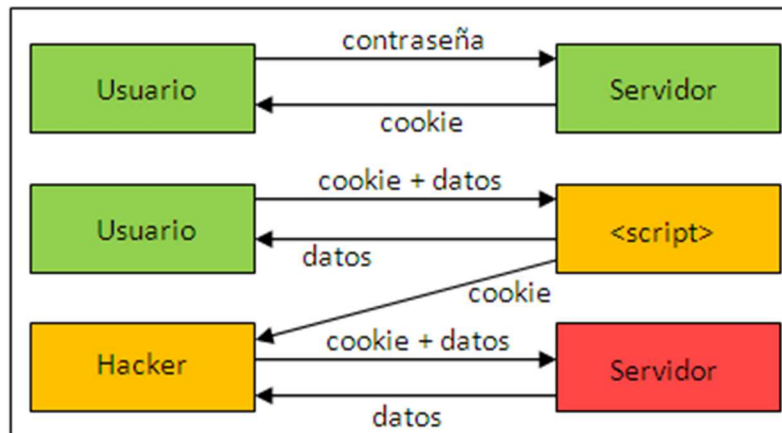 contraseña
Usuario
Servidor
cookie
cookie + datos
Usuario
<script>
datos
cookie
cookie + datos
Hacker
Servidor
datos